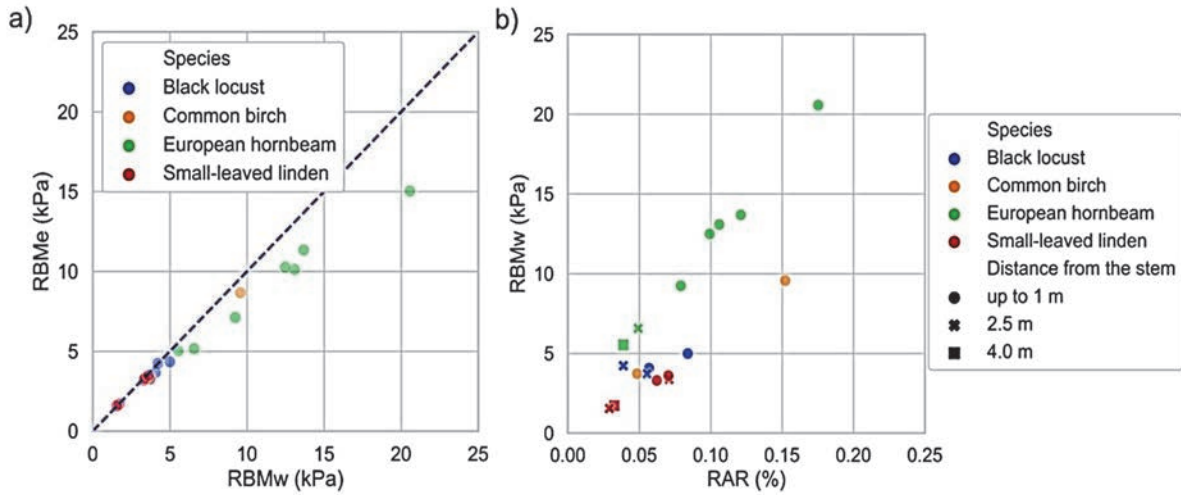 a)
25
20
15
10
5
0
RBMe (kPa)
Species
Black locust
Common birch
European hornbeam
Small-leaved linden
0 5 10 15 20 25
RBMw (kPa)
b)
25
20
15
10
5
0
RBMw (kPa)
0.00 0.05 0.10 0.15 0.20 0.25
RAR (%)
Species
Black locust
Common birch
European hornbeam
Small-leaved linden
Distance from the stem
up to 1 m
2.5 m
4.0 m